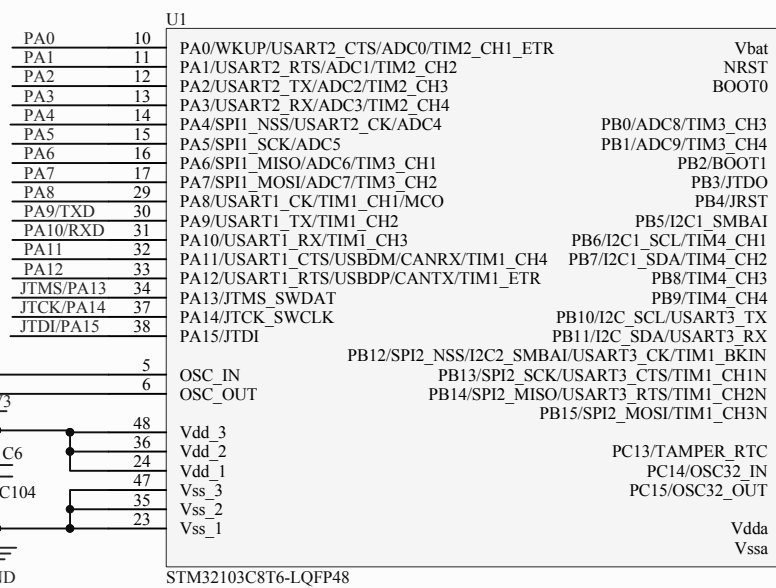 U1
PA0 10 PA0/WKUP/USART2_CTS/ADC0/TIM2_CH1_ETR Vbat
PA1 11 PA1/USART2_RTS/ADC1/TIM2_CH2 NRST
PA2 12 PA2/USART2_TX/ADC2/TIM2_CH3 BOOT0
PA3 13 PA3/USART2_RX/ADC3/TIM2_CH4
PA4 14 PA4/SPI1_NSS/USART2_CK/ADC4 PB0/ADC8/TIM3_CH3
PA5 15 PA5/SPI1_SCK/ADC5 PB1/ADC9/TIM3_CH4
PA6 16 PA6/SPI1_MISO/ADC6/TIM3_CH1 PB2/BOOT1
PA7 17 PA7/SPI1_MOSI/ADC7/TIM3_CH2 PB3/JTDO
PA8 29 PA8/USART1_CK/TIM1_CH1/MCO PB4/JRST
PA9/TXD 30 PA9/USART1_TX/TIM1_CH2 PB5/I2C1_SMBAI
PA10/RXD 31 PA10/USART1_RX/TIM1_CH3 PB6/I2C1_SCL/TIM4_CH1
PA11 32 PA11/USART1_CTS/USBDM/CANRX/TIM1_CH4 PB7/I2C1_SDA/TIM4_CH2
PA12 33 PA12/USART1_RTS/USBDP/CANTX/TIM1_ETR PB8/TIM4_CH3
JTMS/PA13 34 PA13/JTMS_SWDAT PB9/TIM4_CH4
JTCK/PA14 37 PA14/JTCK_SWCLK PB10/I2C_SCL/USART3_TX
JTDI/PA15 38 PA15/JTDI PB11/I2C_SDA/USART3_RX
PB12/SPI2_NSS/I2C2_SMBAI/USART3_CK/TIM1_BKIN
5 OSC_IN PB13/SPI2_SCK/USART3_CTS/TIM1_CH1N
6 OSC_OUT PB14/SPI2_MISO/USART3_RTS/TIM1_CH2N
PB15/SPI2_MOSI/TIM1_CH3N
48 Vdd_3
C6 36 Vdd_2 PC13/TAMPER_RTC
24 Vdd_1 PC14/OSC32_IN
C104 47 Vss_3 PC15/OSC32_OUT
35 Vss_2
23 Vss_1 Vdda
Vssa
STM32103C8T6-LQFP48